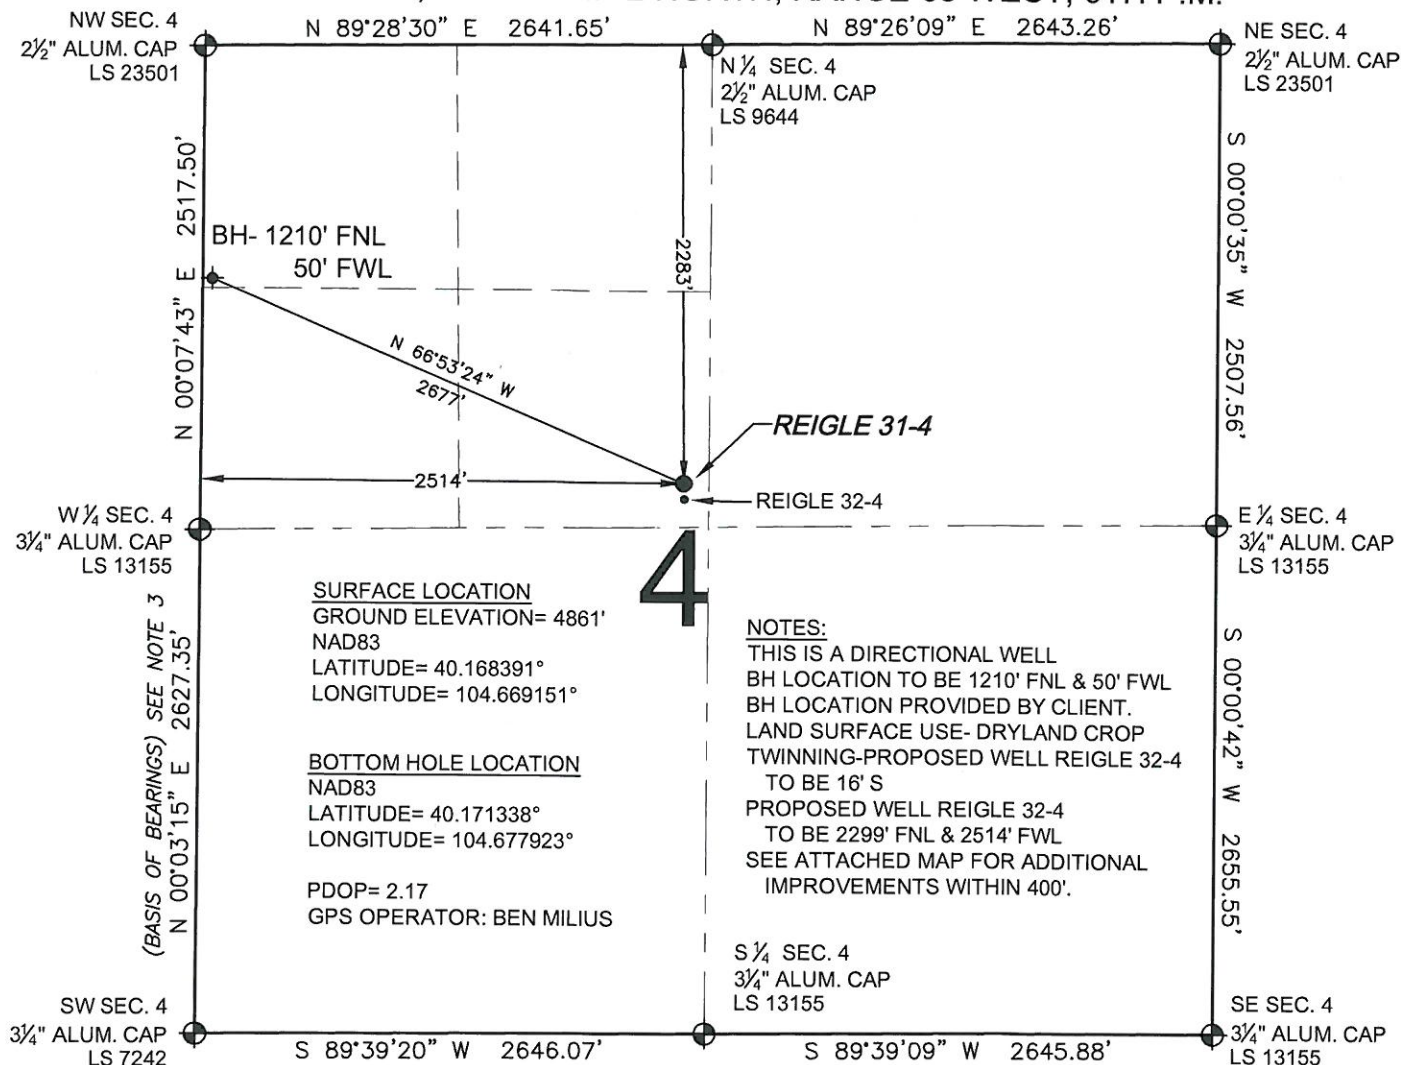 NW SEC. 4
2½" ALUM. CAP
LS 23501
N 89°28'30" E 2641.65'
N 89°26'09" E 2643.26'
NE SEC. 4
2½" ALUM. CAP
LS 23501
N ¼ SEC. 4
2½" ALUM. CAP
LS 9644
N 00°07'43" E 2517.50'
BH- 1210' FNL
50' FWL
2283'
S 00°00'35" W 2507.56'
N 66°53'24" W
2677'
REIGLE 31-4
2514'
REIGLE 32-4
W ¼ SEC. 4
3¼" ALUM. CAP
LS 13155
E ¼ SEC. 4
3¼" ALUM. CAP
LS 13155
4
(BASIS OF BEARINGS) SEE NOTE 3
N 00°03'15" E 2627.35'
SURFACE LOCATION
GROUND ELEVATION= 4861'
NAD83
LATITUDE= 40.168391°
LONGITUDE= 104.669151°
BOTTOM HOLE LOCATION
NAD83
LATITUDE= 40.171338°
LONGITUDE= 104.677923°
PDOP= 2.17
GPS OPERATOR: BEN MILIUS
NOTES:
THIS IS A DIRECTIONAL WELL
BH LOCATION TO BE 1210' FNL & 50' FWL
BH LOCATION PROVIDED BY CLIENT.
LAND SURFACE USE- DRYLAND CROP
TWINNING-PROPOSED WELL REIGLE 32-4
TO BE 16' S
PROPOSED WELL REIGLE 32-4
TO BE 2299' FNL & 2514' FWL
SEE ATTACHED MAP FOR ADDITIONAL
IMPROVEMENTS WITHIN 400'.
S 00°00'42" W 2655.55'
S ¼ SEC. 4
3¼" ALUM. CAP
LS 13155
SW SEC. 4
3¼" ALUM. CAP
LS 7242
S 89°39'20" W 2646.07'
S 89°39'09" W 2645.88'
SE SEC. 4
3¼" ALUM. CAP
LS 13155